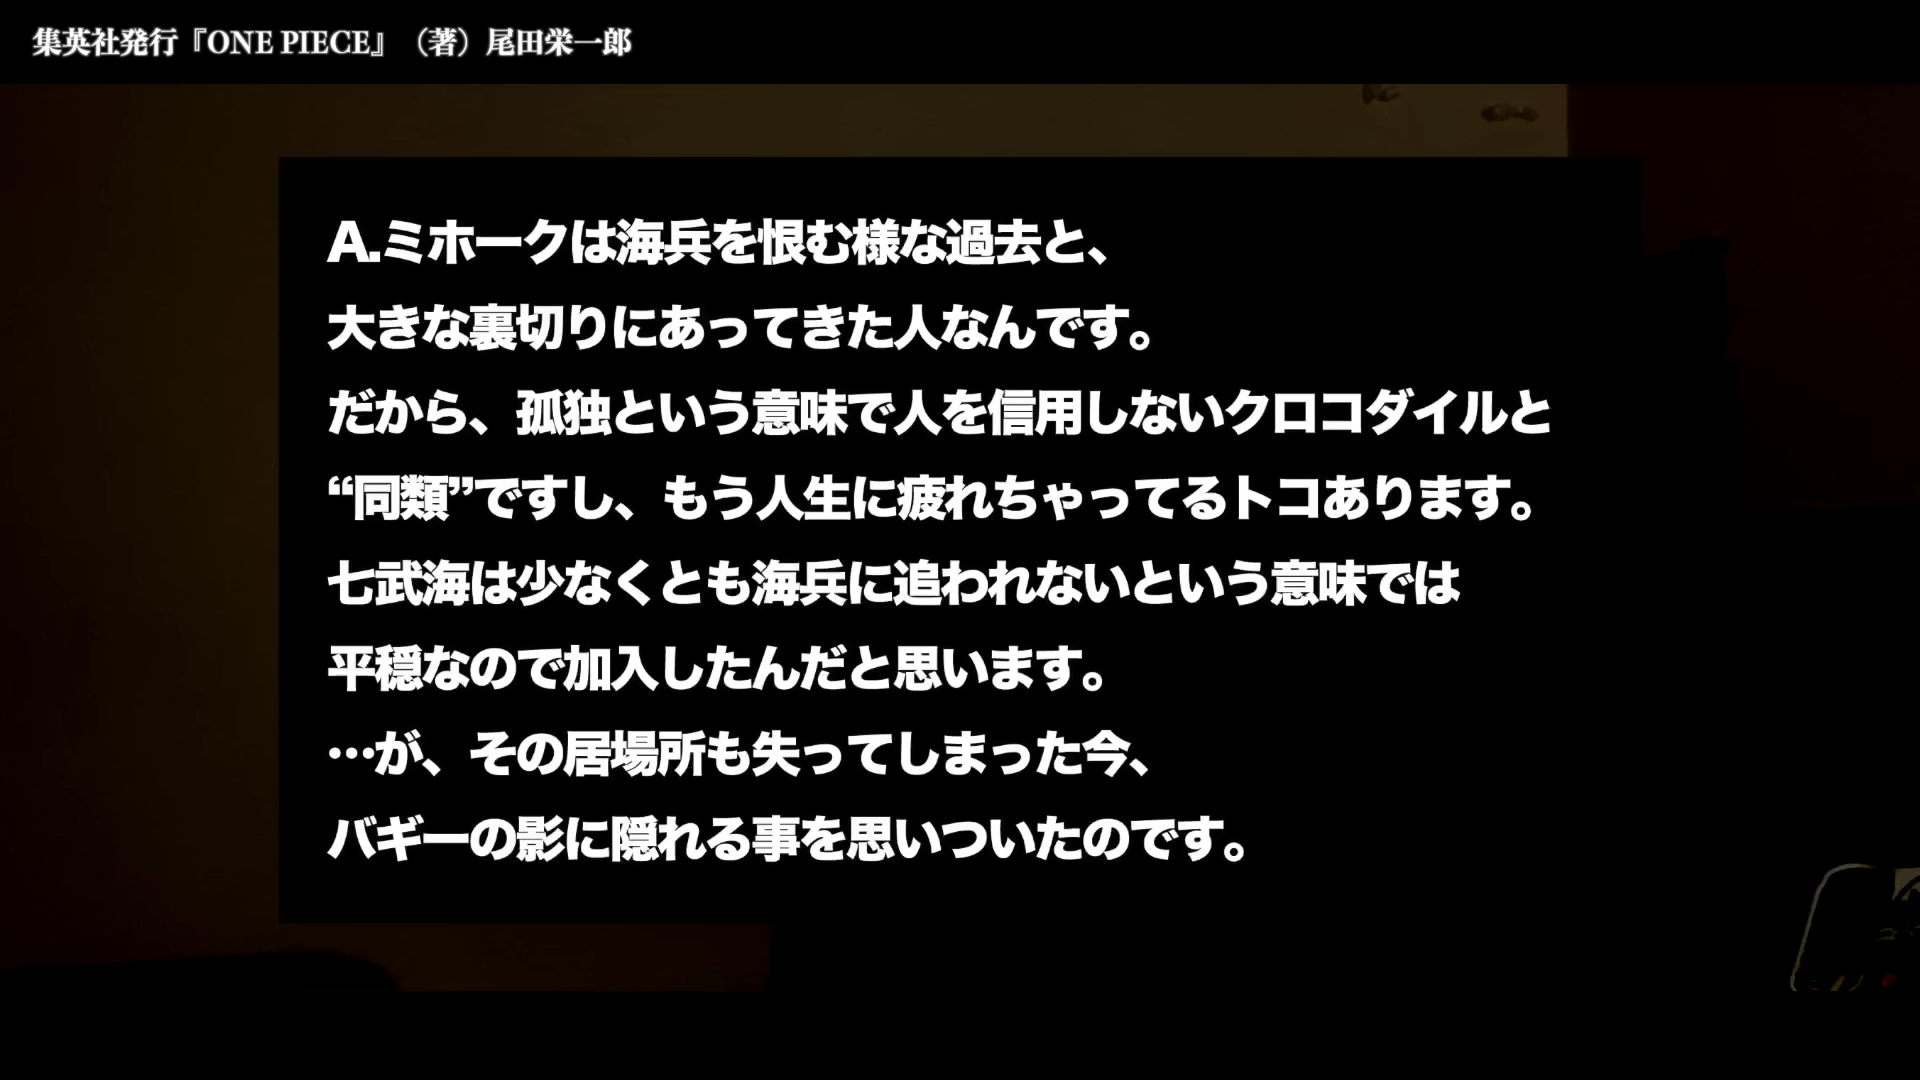 集英社発行『ONE PIECE』（著）尾田栄一郎
A.ミホークは海兵を恨む様な過去と、
大きな裏切りにあってきた人なんです。
だから、孤独という意味で人を信用しないクロコダイルと
“同類”ですし、もう人生に疲れちゃってるトコあります。
七武海は少なくとも海兵に追われないという意味では
平穏なので加入したんだと思います。
…が、その居場所も失ってしまった今、
バギーの影に隠れる事を思いついたのです。